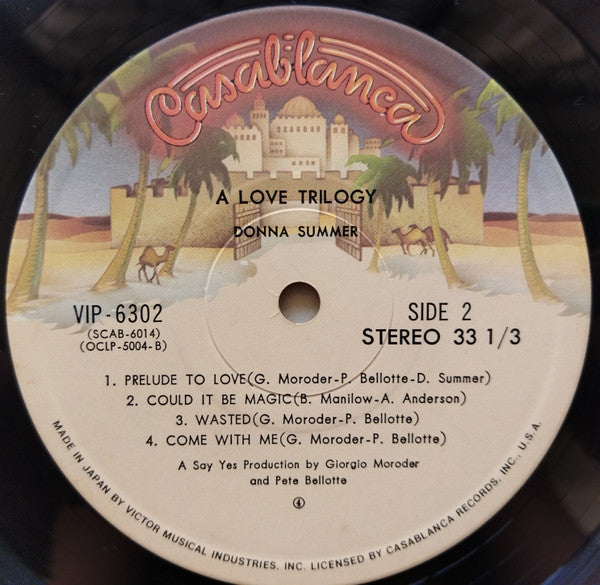 Casablanca
A LOVE TRILOGY
DONNA SUMMER
VIP-6302
(SCAB-6014)
(OCLP-5004-B)
SIDE 2
STEREO 33 1/3
1. PRELUDE TO LOVE(G. Moroder-P. Bellotte-D. Summer)
2. COULD IT BE MAGIC(B. Manilow-A. Anderson)
3. WASTED(G. Moroder-P. Bellotte)
4. COME WITH ME(G. Moroder-P. Bellotte)
A Say Yes Production by Giorgio Moroder
and Pete Bellotte
④
MADE IN JAPAN BY VICTOR MUSICAL INDUSTRIES, INC. LICENSED BY CASABLANCA RECORDS, INC., U.S.A.